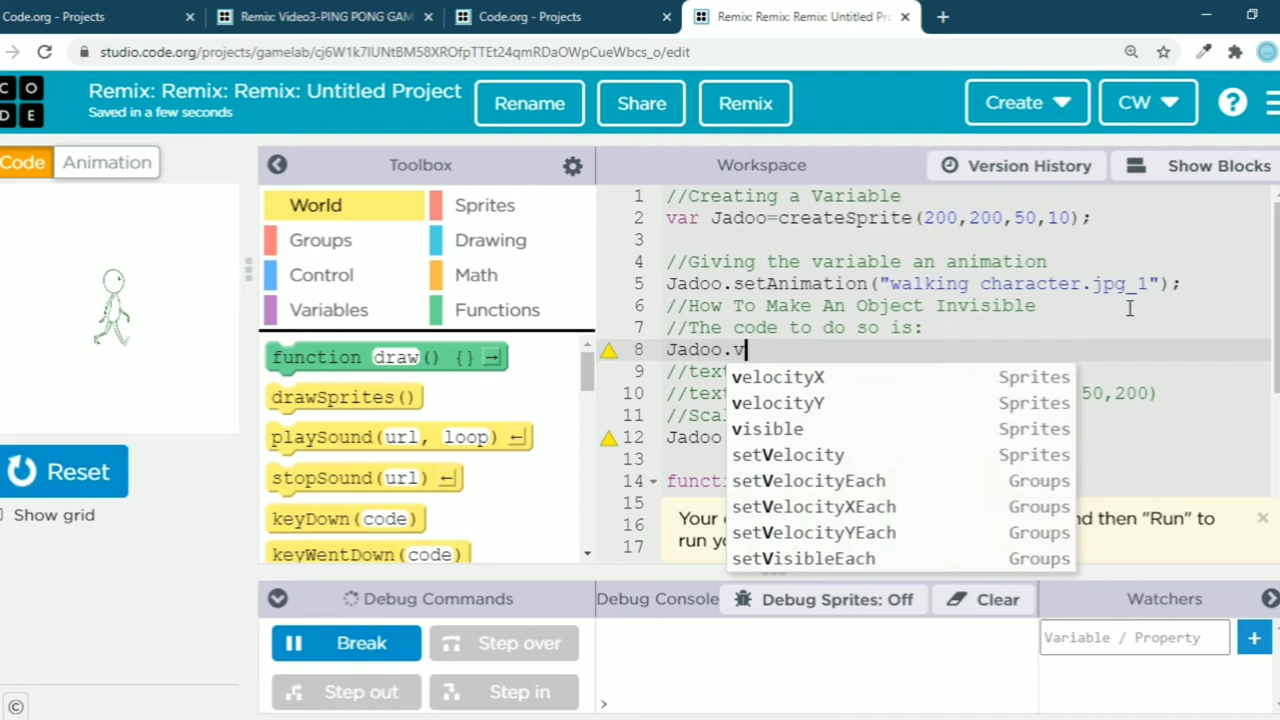 Code.org - Projects
Remix: Video3-PING PONG GAM
Code.org - Projects
Remix: Remix: Remix: Untitled Pr
studio.code.org/projects/gamelab/cj6W1k7IUNtBM58XROfpTTEt24qmRDaOWpCueWbcs_o/edit
C O
D E
Remix: Remix: Remix: Untitled Project
Saved in a few seconds
Rename
Share
Remix
Create
CW
?
Code
Animation
Toolbox
Workspace
Version History
Show Blocks
World
Sprites
Groups
Drawing
Control
Math
Variables
Functions
function draw() {}
drawSprites()
playSound(url, loop)
stopSound(url)
keyDown(code)
keyWentDown(code)
1 //Creating a Variable
2 var Jadoo=createSprite(200,200,50,10);
3
4 //Giving the variable an animation
5 Jadoo.setAnimation("walking character.jpg_1");
6 //How To Make An Object Invisible
7 //The code to do so is:
8 Jadoo.v
9 //text
10 //text 50,200)
11 //Scal
12 Jadoo
13
14 functi
15
16
17
velocityX Sprites
velocityY Sprites
visible Sprites
setVelocity Sprites
setVelocityEach Groups
setVelocityXEach Groups
setVelocityYEach Groups
setVisibleEach Groups
Your nd then "Run" to
run yo
Reset
Show grid
Debug Commands
Break
Step over
Step out
Step in
Debug Console
Debug Sprites: Off
Clear
Watchers
Variable / Property
+
>
©